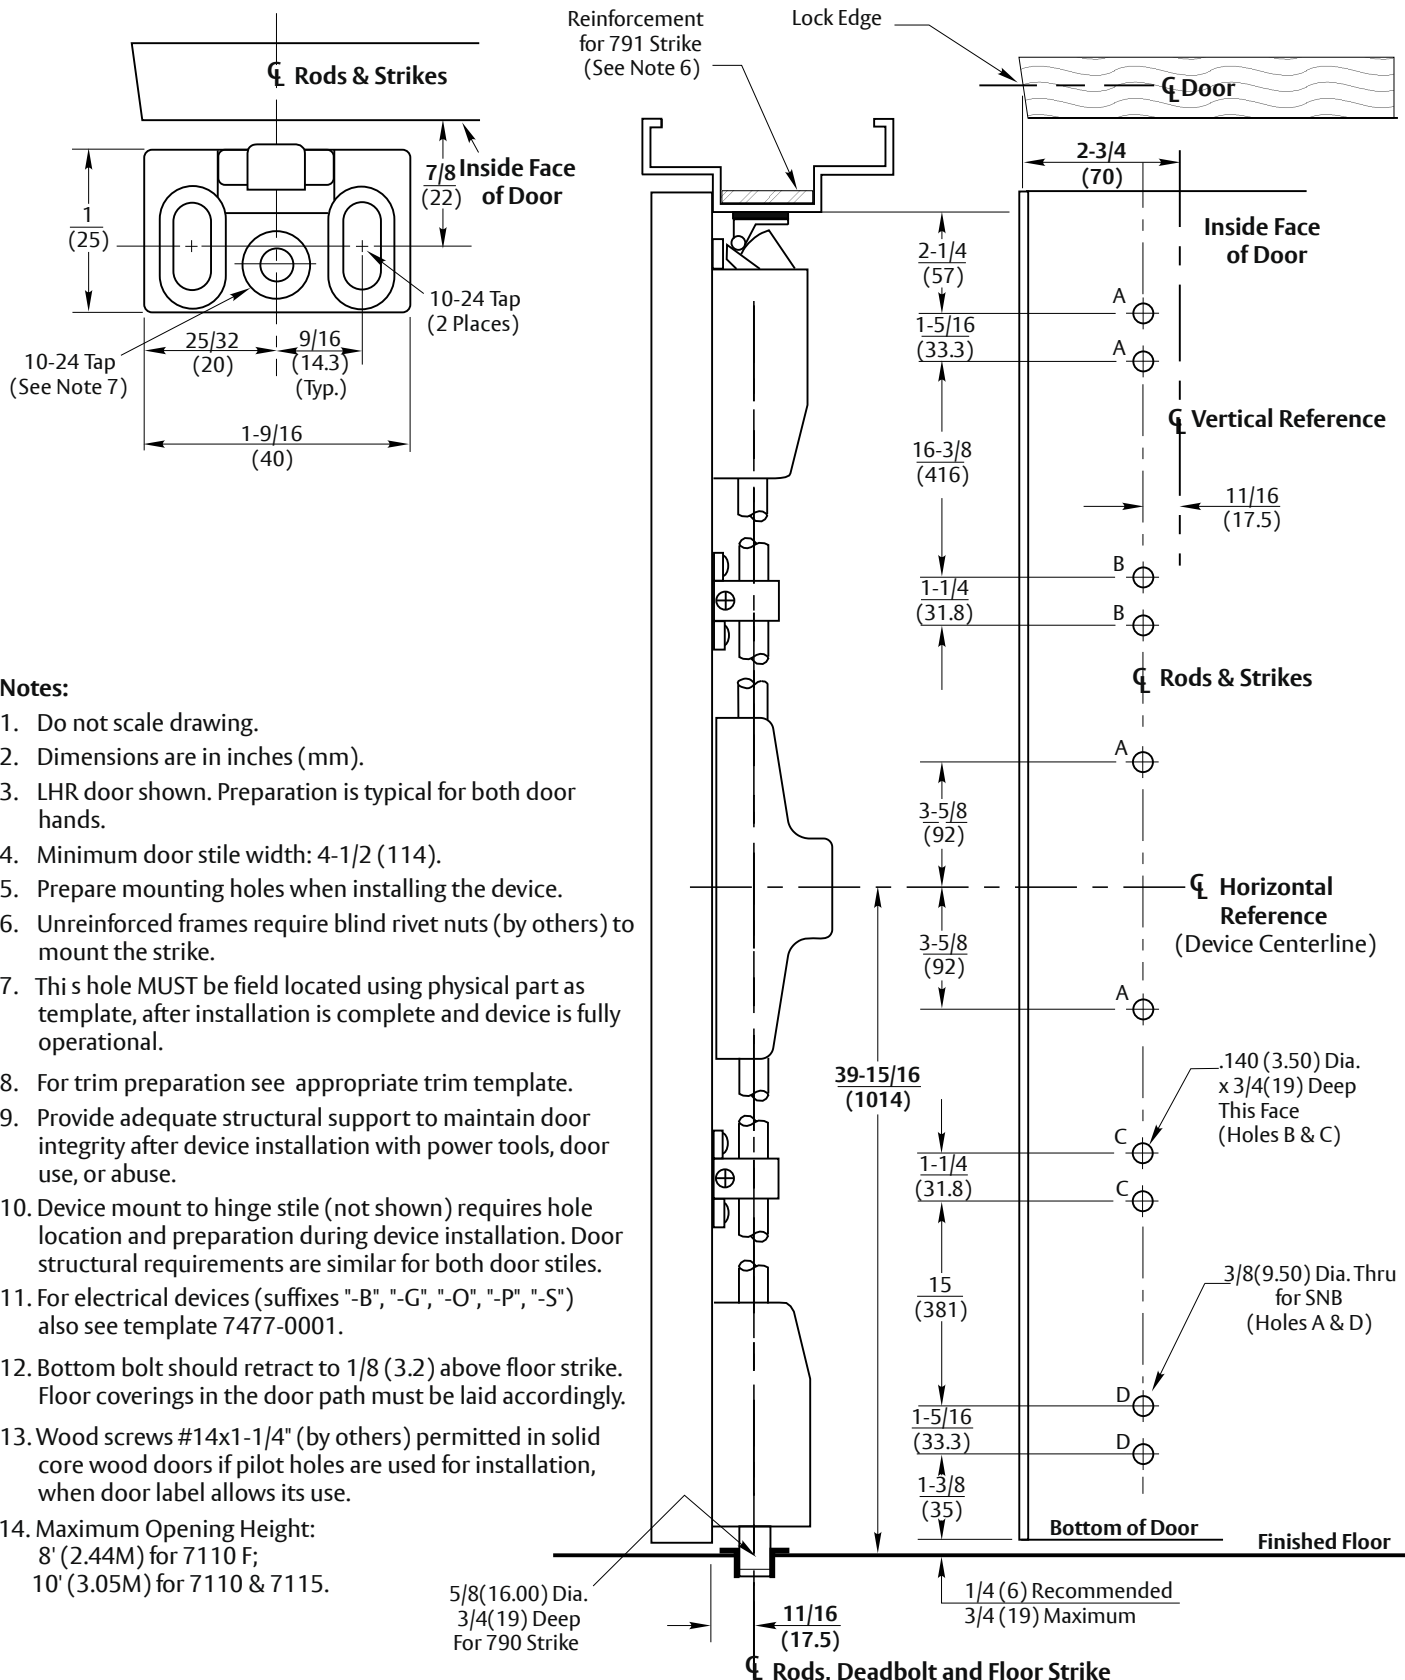 ℄ Rods & Strikes
7/8
(22)
Inside Face
of Door
1
(25)
10-24 Tap
(2 Places)
10-24 Tap
(See Note 7)
25/32
(20)
9/16
(14.3)
(Typ.)
1-9/16
(40)
Reinforcement
for 791 Strike
(See Note 6)
Lock Edge
℄ Door
2-3/4
(70)
Inside Face
of Door
2-1/4
(57)
A
1-5/16
(33.3)
A
℄ Vertical Reference
16-3/8
(416)
11/16
(17.5)
B
1-1/4
(31.8)
B
℄ Rods & Strikes
A
3-5/8
(92)
℄ Horizontal
Reference
(Device Centerline)
3-5/8
(92)
A
39-15/16
(1014)
.140 (3.50) Dia.
x 3/4(19) Deep
This Face
(Holes B & C)
C
1-1/4
(31.8)
C
15
(381)
3/8(9.50) Dia. Thru
for SNB
(Holes A & D)
D
1-5/16
(33.3)
D
1-3/8
(35)
Bottom of Door
Finished Floor
1/4 (6) Recommended
3/4 (19) Maximum
5/8(16.00) Dia.
3/4(19) Deep
For 790 Strike
11/16
(17.5)
℄ Rods, Deadbolt and Floor Strike
Notes:
1. Do not scale drawing.
2. Dimensions are in inches (mm).
3. LHR door shown. Preparation is typical for both door
hands.
4. Minimum door stile width: 4-1/2 (114).
5. Prepare mounting holes when installing the device.
6. Unreinforced frames require blind rivet nuts (by others) to
mount the strike.
7. Thi s hole MUST be field located using physical part as
template, after installation is complete and device is fully
operational.
8. For trim preparation see appropriate trim template.
9. Provide adequate structural support to maintain door
integrity after device installation with power tools, door
use, or abuse.
10. Device mount to hinge stile (not shown) requires hole
location and preparation during device installation. Door
structural requirements are similar for both door stiles.
11. For electrical devices (suffixes "-B", "-G", "-O", "-P", "-S")
also see template 7477-0001.
12. Bottom bolt should retract to 1/8 (3.2) above floor strike.
Floor coverings in the door path must be laid accordingly.
13. Wood screws #14x1-1/4" (by others) permitted in solid
core wood doors if pilot holes are used for installation,
when door label allows its use.
14. Maximum Opening Height:
8' (2.44M) for 7110 F;
10' (3.05M) for 7110 & 7115.